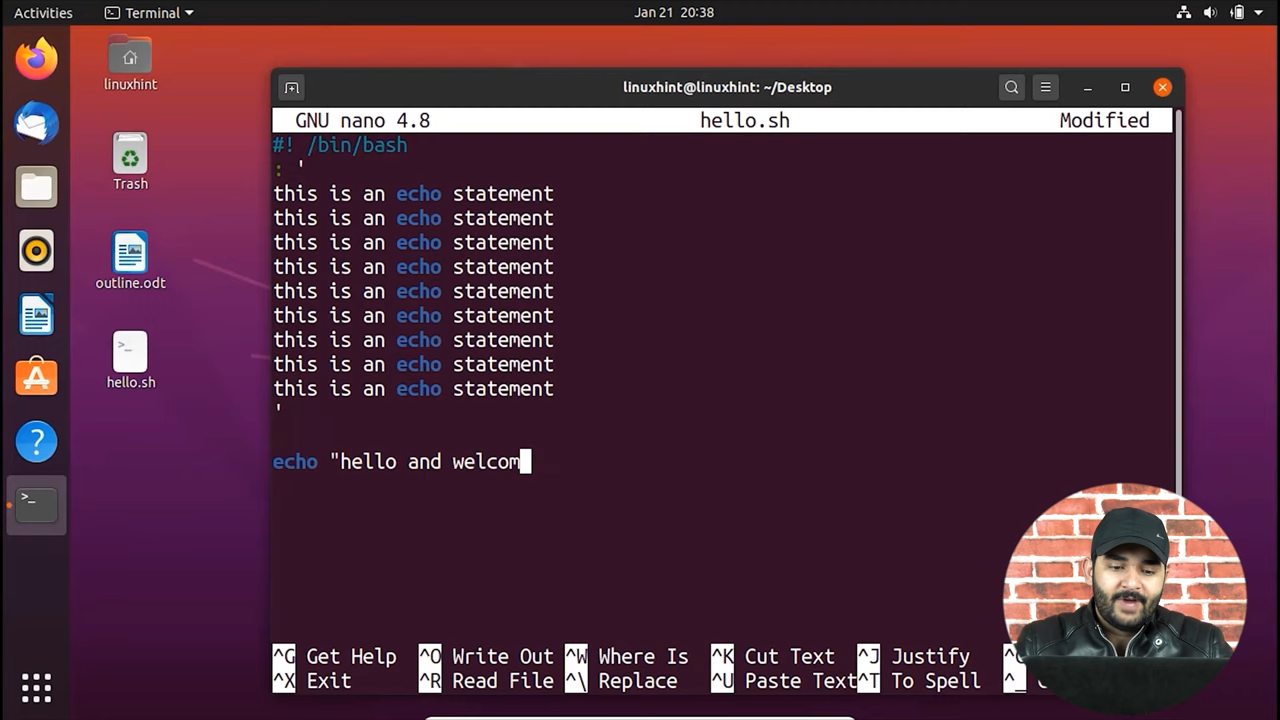 Activities
Terminal
Jan 21 20:38
linuxhint
Trash
outline.odt
hello.sh
linuxhint@linuxhint: ~/Desktop
GNU nano 4.8 hello.sh Modified
#! /bin/bash
: '
this is an echo statement
this is an echo statement
this is an echo statement
this is an echo statement
this is an echo statement
this is an echo statement
this is an echo statement
this is an echo statement
this is an echo statement
'
echo "hello and welcom
^G Get Help ^O Write Out ^W Where Is ^K Cut Text ^J Justify
^X Exit ^R Read File ^\ Replace ^U Paste Text ^T To Spell ^_